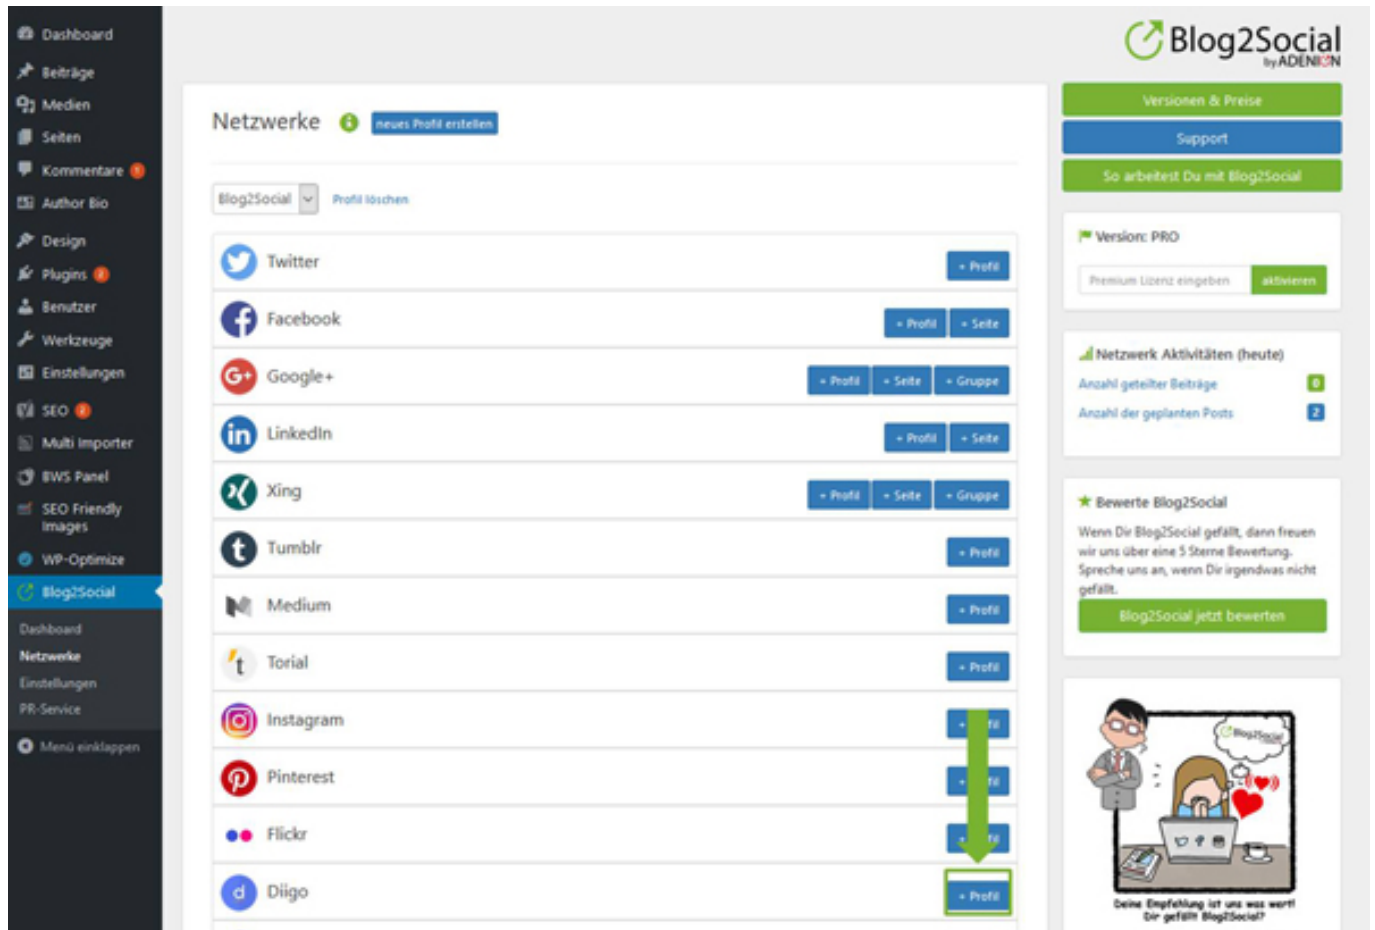 Dashboard
Beiträge
Medien
Seiten
Kommentare 1
Author Bio
Design
Plugins 2
Benutzer
Werkzeuge
Einstellungen
SEO 2
Multi Importer
BWS Panel
SEO Friendly
Images
WP-Optimize
Blog2Social
Dashboard
Netzwerke
Einstellungen
PR-Service
Menü einklappen
Netzwerke neues Profil erstellen
Blog2Social Profil löschen
Twitter + Profil
Facebook + Profil + Seite
Google+ + Profil + Seite + Gruppe
LinkedIn + Profil + Seite
Xing + Profil + Seite + Gruppe
Tumblr + Profil
Medium + Profil
Torial + Profil
Instagram
Pinterest
Flickr
Diigo + Profil
Blog2Social
by ADENION
Versionen & Preise
Support
So arbeitest Du mit Blog2Social
Version: PRO
Premium Lizenz eingeben aktivieren
Netzwerk Aktivitäten (heute)
Anzahl geteilter Beiträge 0
Anzahl der geplanten Posts 2
Bewerte Blog2Social
Wenn Dir Blog2Social gefällt, dann freuen
wir uns über eine 5 Sterne Bewertung.
Spreche uns an, wenn Dir irgendwas nicht
gefällt.
Blog2Social jetzt bewerten
Blog2Social
Deine Empfehlung ist uns was wert!
Dir gefällt Blog2Social?